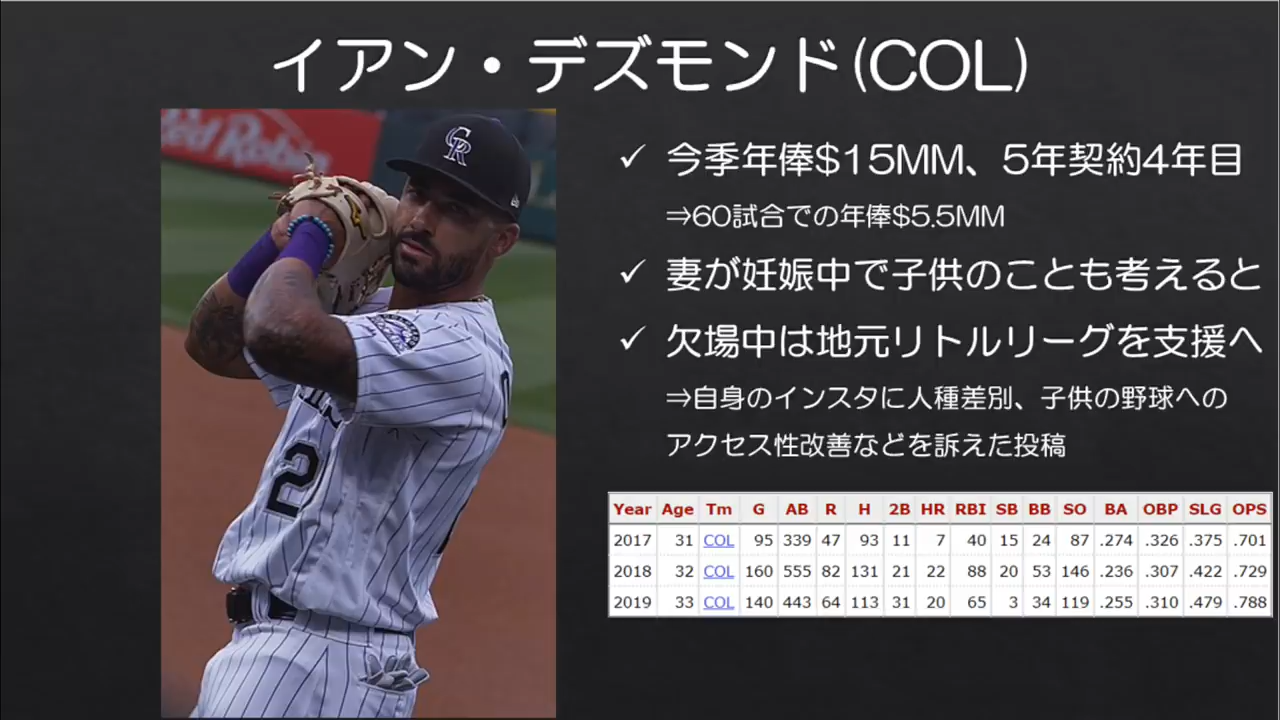 イアン・デズモンド(COL)
✓ 今季年俸$15MM、5年契約4年目
⇒60試合での年俸$5.5MM
✓ 妻が妊娠中で子供のことも考えると
✓ 欠場中は地元リトルリーグを支援へ
⇒自身のインスタに人種差別、子供の野球への
アクセス性改善などを訴えた投稿
Year Age Tm G AB R H 2B HR RBI SB BB SO BA OBP SLG OPS
2017 31 COL 95 339 47 93 11 7 40 15 24 87 .274 .326 .375 .701
2018 32 COL 160 555 82 131 21 22 88 20 53 146 .236 .307 .422 .729
2019 33 COL 140 443 64 113 31 20 65 3 34 119 .255 .310 .479 .788
Red Robin
CR
2